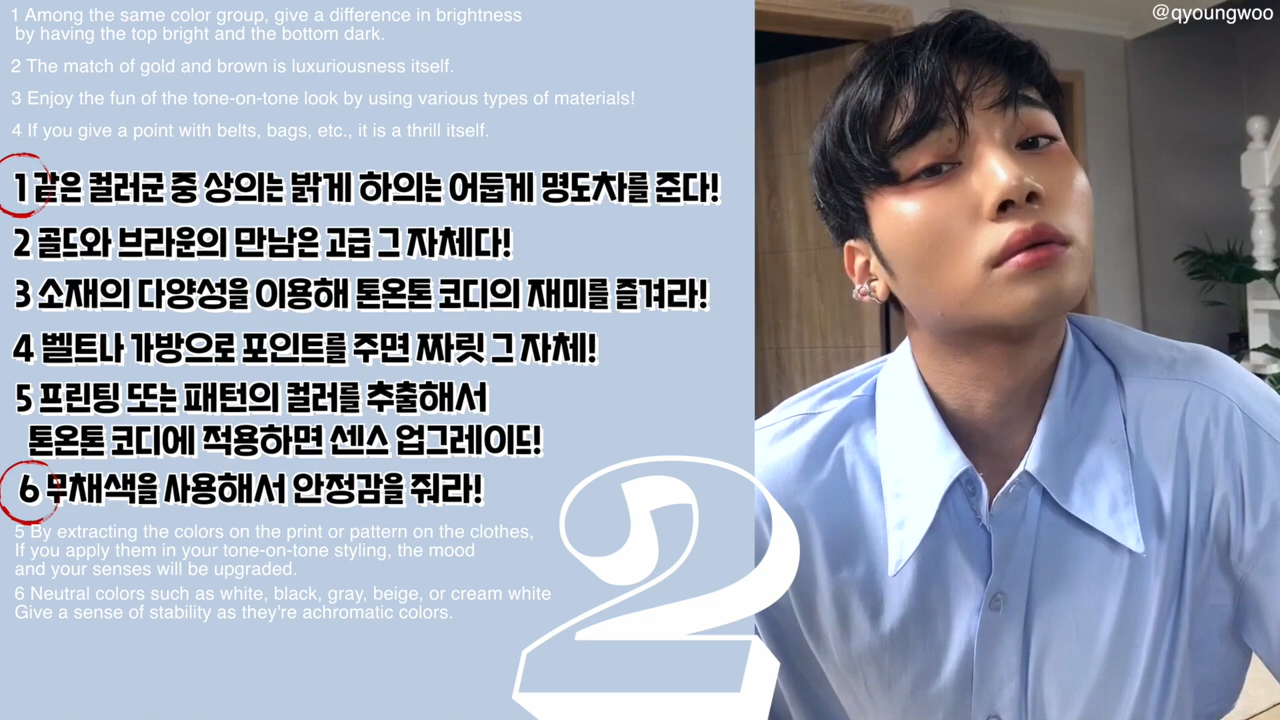 1 Among the same color group, give a difference in brightness
by having the top bright and the bottom dark.
2 The match of gold and brown is luxuriousness itself.
3 Enjoy the fun of the tone-on-tone look by using various types of materials!
4 If you give a point with belts, bags, etc., it is a thrill itself.
1 같은 컬러군 중 상의는 밝게 하의는 어둡게 명도차를 준다!
2 골드와 브라운의 만남은 고급 그 자체다!
3 소재의 다양성을 이용해 톤온톤 코디의 재미를 즐겨라!
4 벨트나 가방으로 포인트를 주면 짜릿 그 자체!
5 프린팅 또는 패턴의 컬러를 추출해서
톤온톤 코디에 적용하면 센스 업그레이드!
6 무채색을 사용해서 안정감을 줘라!
5 By extracting the colors on the print or pattern on the clothes,
If you apply them in your tone-on-tone styling, the mood
and your senses will be upgraded.
6 Neutral colors such as white, black, gray, beige, or cream white
Give a sense of stability as they're achromatic colors.
2
@qyoungwoo